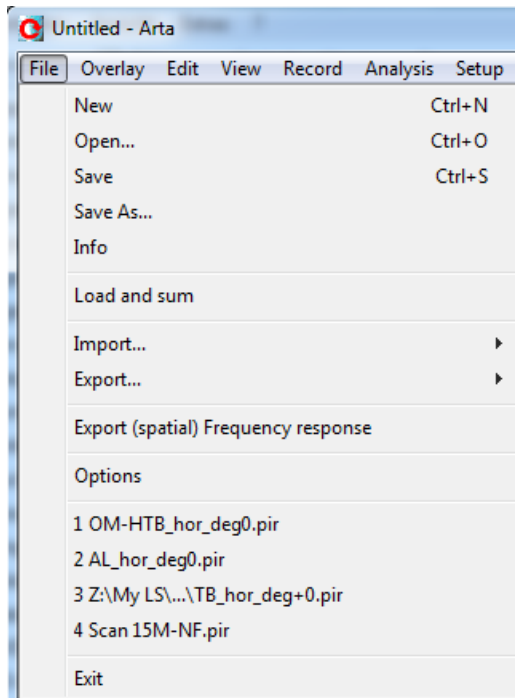 Untitled - Arta
File Overlay Edit View Record Analysis Setup
New Ctrl+N
Open... Ctrl+O
Save Ctrl+S
Save As...
Info
Load and sum
Import...
Export...
Export (spatial) Frequency response
Options
1 OM-HTB_hor_deg0.pir
2 AL_hor_deg0.pir
3 Z:\My LS\...\TB_hor_deg+0.pir
4 Scan 15M-NF.pir
Exit